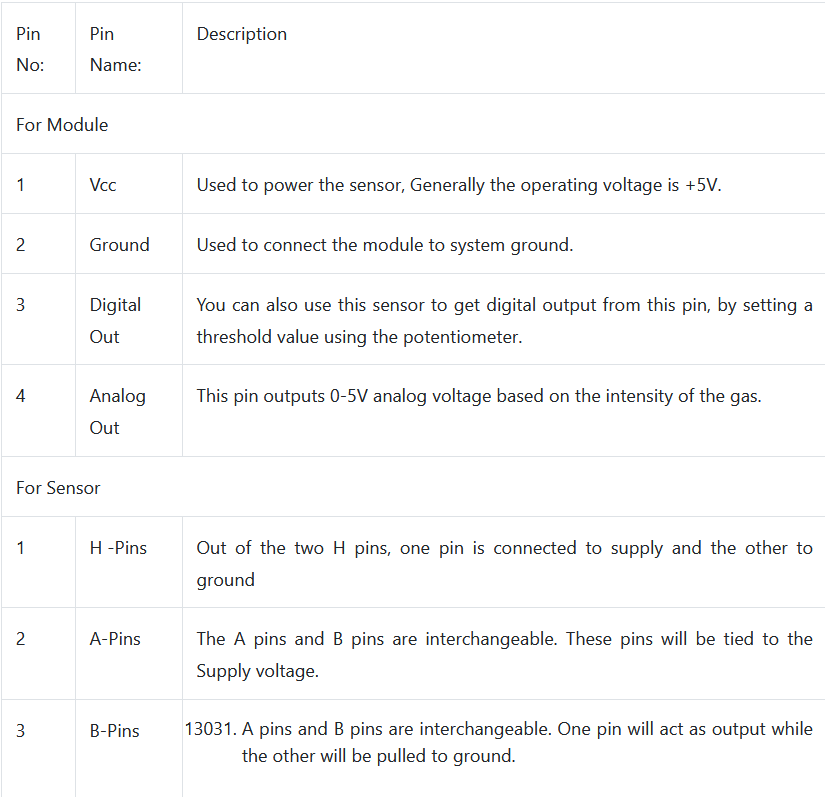 Pin No:
Pin Name:
Description
For Module
1 Vcc Used to power the sensor, Generally the operating voltage is +5V.
2 Ground Used to connect the module to system ground.
3 Digital Out You can also use this sensor to get digital output from this pin, by setting a
threshold value using the potentiometer.
4 Analog Out This pin outputs 0-5V analog voltage based on the intensity of the gas.
For Sensor
1 H -Pins Out of the two H pins, one pin is connected to supply and the other to
ground
2 A-Pins The A pins and B pins are interchangeable. These pins will be tied to the
Supply voltage.
3 B-Pins 13031. A pins and B pins are interchangeable. One pin will act as output while
the other will be pulled to ground.